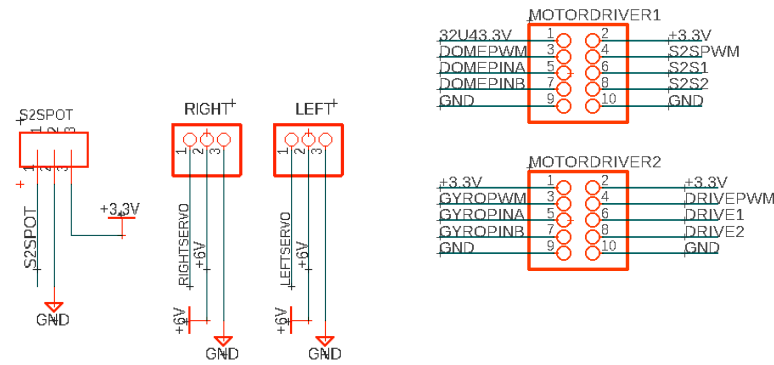 MOTORDRIVER1
32U43.3V 1 2 +3.3V
DOMEPWM 3 4 S2SPWM
DOMEPINA 5 6 S2S1
DOMEPINB 7 8 S2S2
GND 9 10 GND
S2SPOT
1 2 3
1 2 3
S2SPOT
+3.3V
GND
RIGHT
1 2 3
RIGHTSERVO
+6V
+6V
GND
LEFT
1 2 3
LEFTSERVO
+6V
+6V
GND
MOTORDRIVER2
+3.3V 1 2 +3.3V
GYROPWM 3 4 DRIVEPWM
GYROPINA 5 6 DRIVE1
GYROPINB 7 8 DRIVE2
GND 9 10 GND